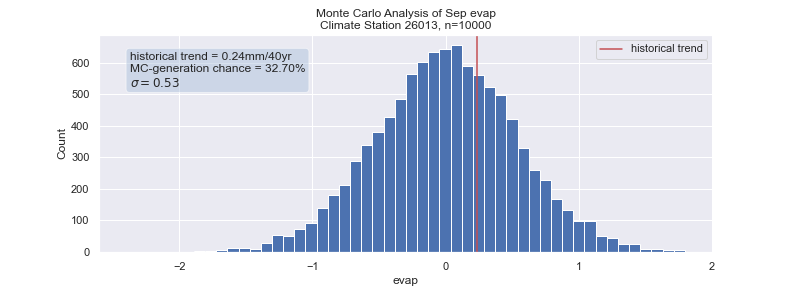 Monte Carlo Analysis of Sep evap
Climate Station 26013, n=10000
historical trend = 0.24mm/40yr
MC-generation chance = 32.70%
σ = 0.53
historical trend
600
500
400
300
200
100
0
Count
−2
−1
0
1
2
evap